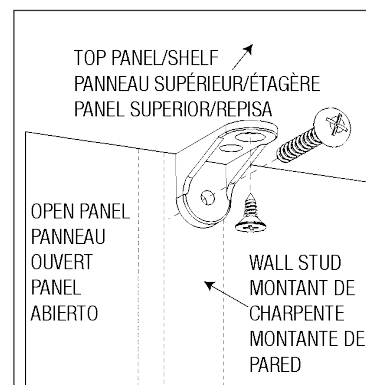 TOP PANEL/SHELF
PANNEAU SUPÉRIEUR/ÉTAGÈRE
PANEL SUPERIOR/REPISA
OPEN PANEL
PANNEAU
OUVERT
PANEL
ABIERTO
WALL STUD
MONTANT DE
CHARPENTE
MONTANTE DE
PARED